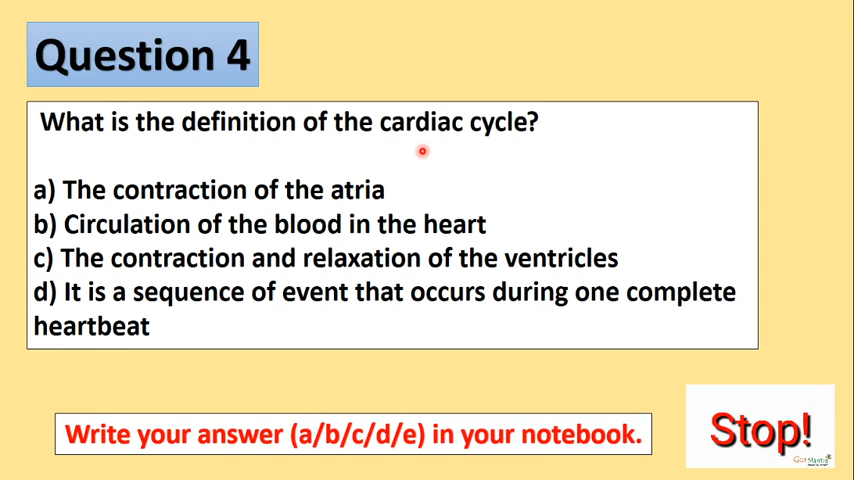 Question 4
What is the definition of the cardiac cycle?
a) The contraction of the atria
b) Circulation of the blood in the heart
c) The contraction and relaxation of the ventricles
d) It is a sequence of event that occurs during one complete
heartbeat
Write your answer (a/b/c/d/e) in your notebook.
Stop!